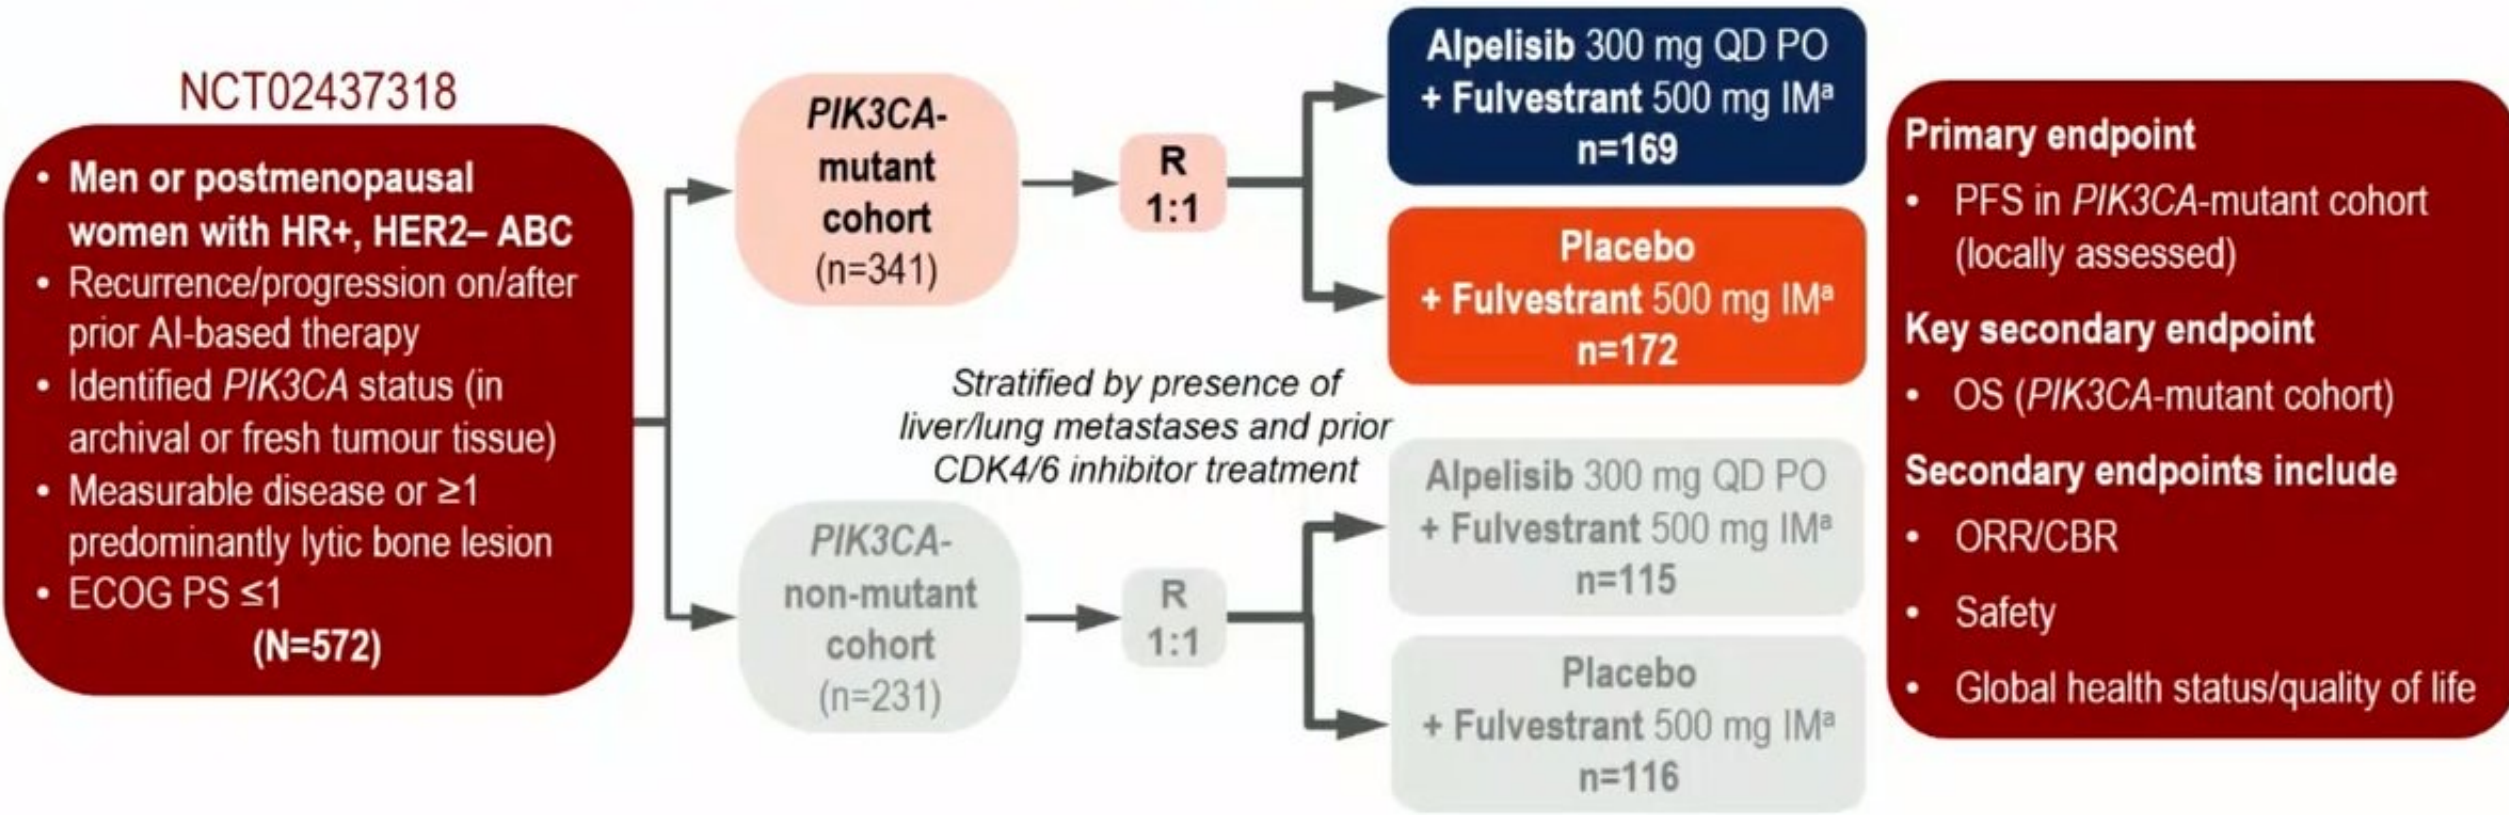 NCT02437318
• Men or postmenopausal
women with HR+, HER2– ABC
• Recurrence/progression on/after
prior AI-based therapy
• Identified PIK3CA status (in
archival or fresh tumour tissue)
• Measurable disease or ≥1
predominantly lytic bone lesion
• ECOG PS ≤1
(N=572)
PIK3CA-
mutant
cohort
(n=341)
R
1:1
Alpelisib 300 mg QD PO
+ Fulvestrant 500 mg IMᵃ
n=169
Placebo
+ Fulvestrant 500 mg IMᵃ
n=172
Stratified by presence of
liver/lung metastases and prior
CDK4/6 inhibitor treatment
PIK3CA-
non-mutant
cohort
(n=231)
R
1:1
Alpelisib 300 mg QD PO
+ Fulvestrant 500 mg IMᵃ
n=115
Placebo
+ Fulvestrant 500 mg IMᵃ
n=116
Primary endpoint
• PFS in PIK3CA-mutant cohort
(locally assessed)
Key secondary endpoint
• OS (PIK3CA-mutant cohort)
Secondary endpoints include
• ORR/CBR
• Safety
• Global health status/quality of life